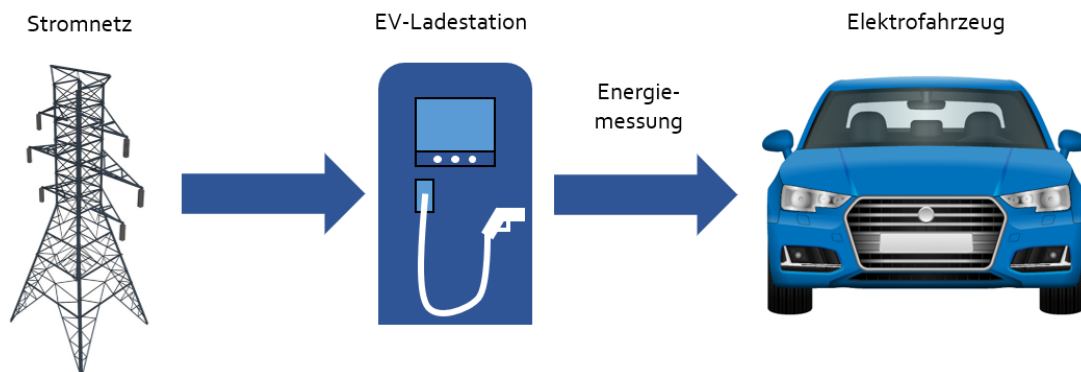 Stromnetz
EV-Ladestation
Elektrofahrzeug
Energie-
messung